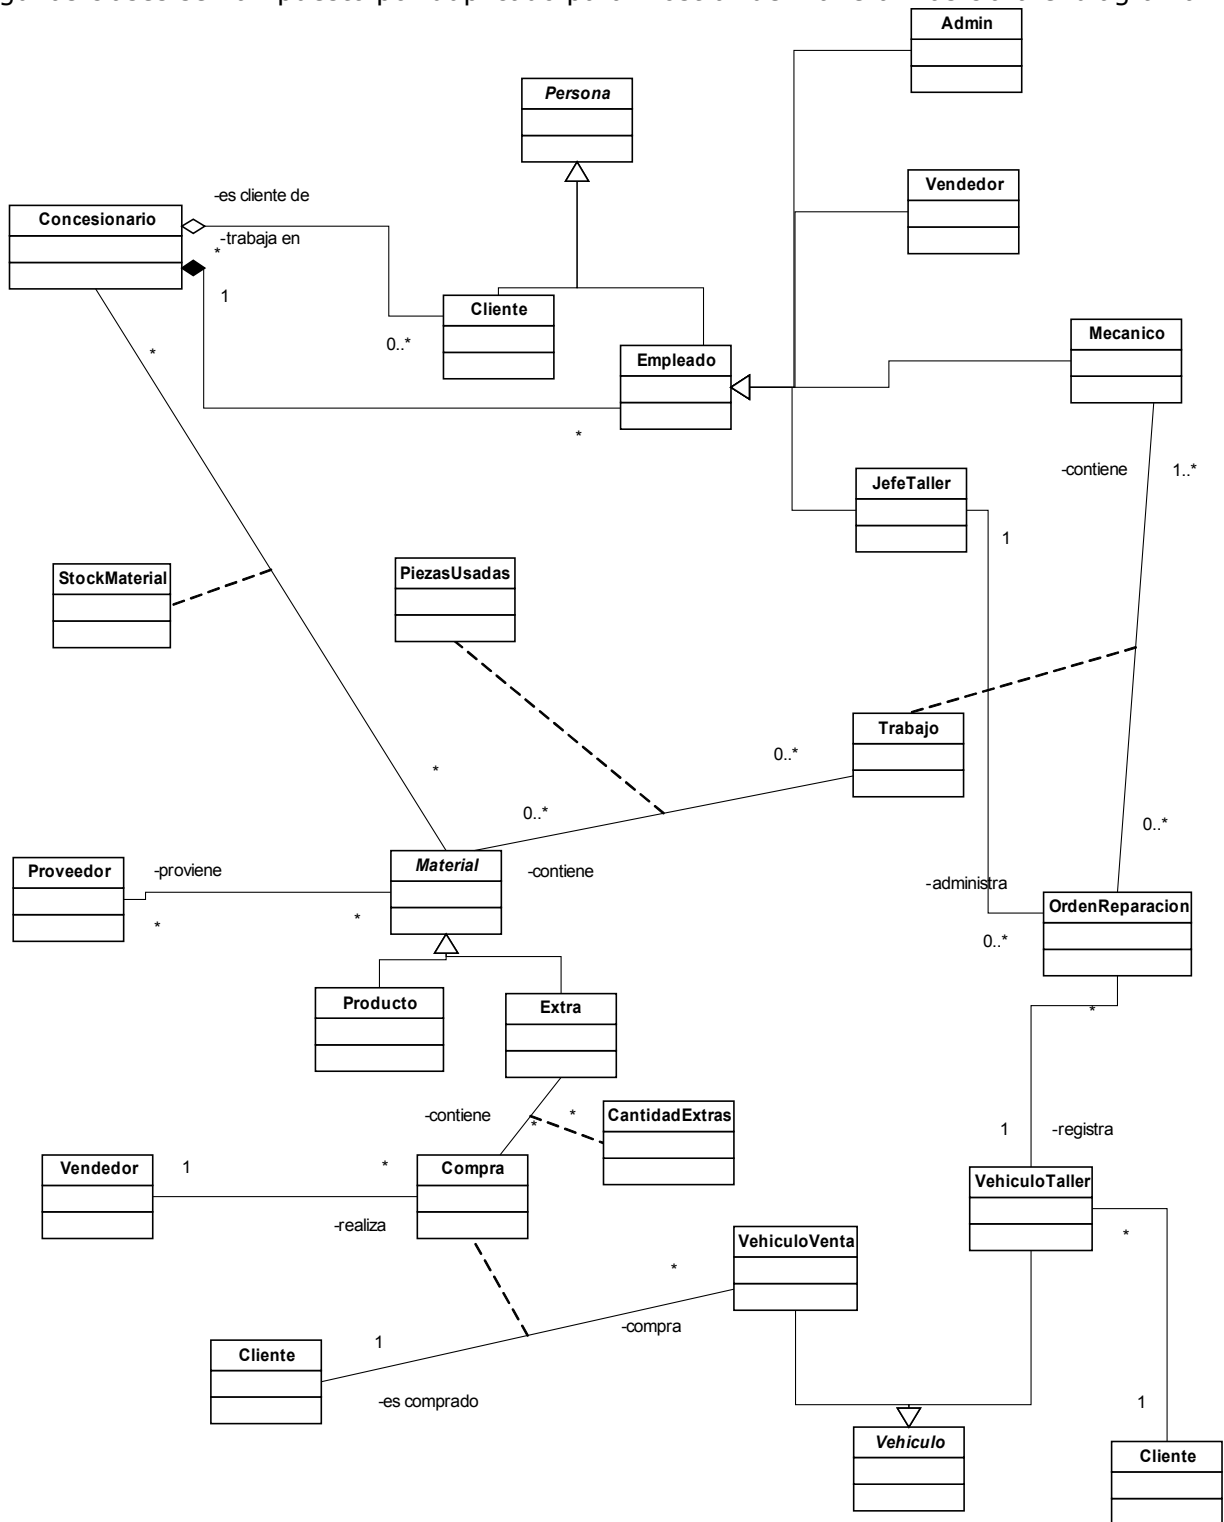 Admin
Persona
Vendedor
-es cliente de
Concesionario
-trabaja en
*
1
Cliente
0..*
Mecanico
*
Empleado
*
-contiene
1..*
JefeTaller
1
StockMaterial
PiezasUsadas
Trabajo
0..*
*
0..*
0..*
Proveedor
-proviene
Material
-contiene
-administra
OrdenReparacion
*
*
0..*
Producto
Extra
*
-contiene
*
*
CantidadExtras
1
-registra
Vendedor
1
*
Compra
VehiculoTaller
-realiza
VehiculoVenta
*
*
1
-compra
Cliente
-es comprado
1
Vehiculo
Cliente